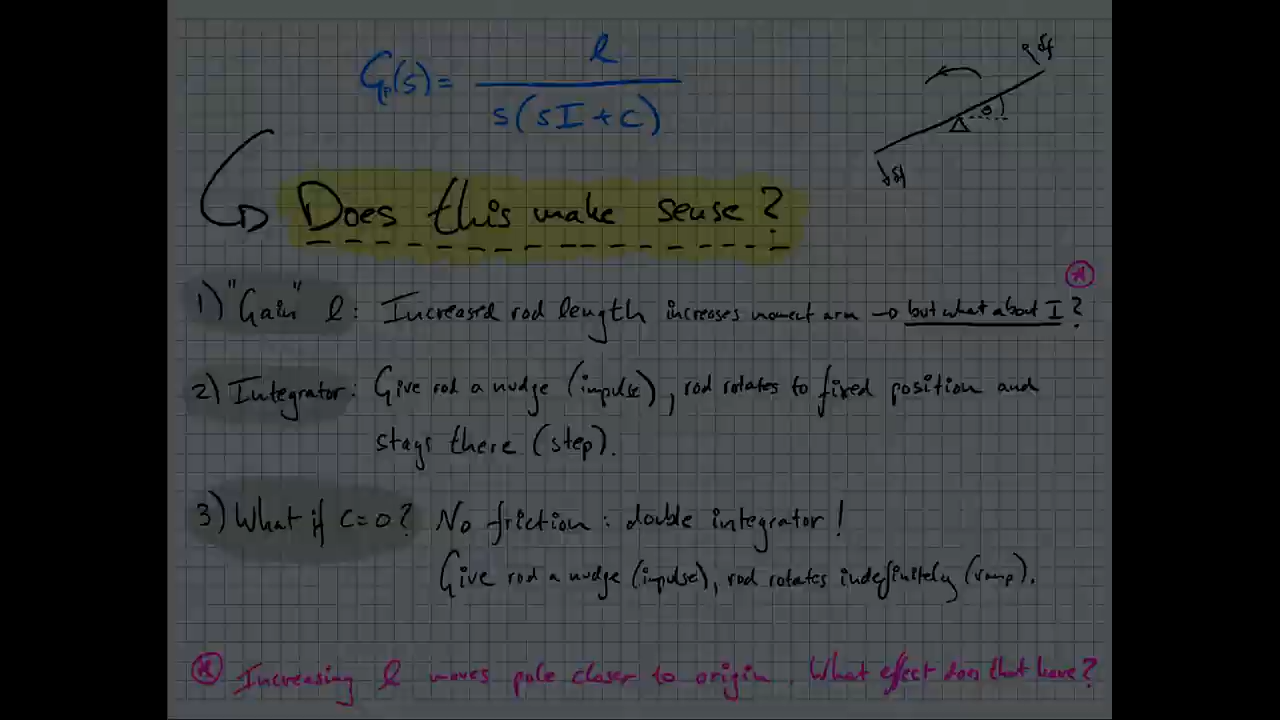 Gp(s) = l / s(sI + c)
δf
θ
δf
Does this make sense?
1) "Gain" l: Increased rod length increases moment arm → but what about I?
2) Integrator: Give rod a nudge (impulse), rod rotates to fixed position and
stays there (step).
3) What if c=0? No friction: double integrator!
Give rod a nudge (impulse), rod rotates indefinitely (ramp).
* Increasing l moves pole closer to origin. What effect does that have?